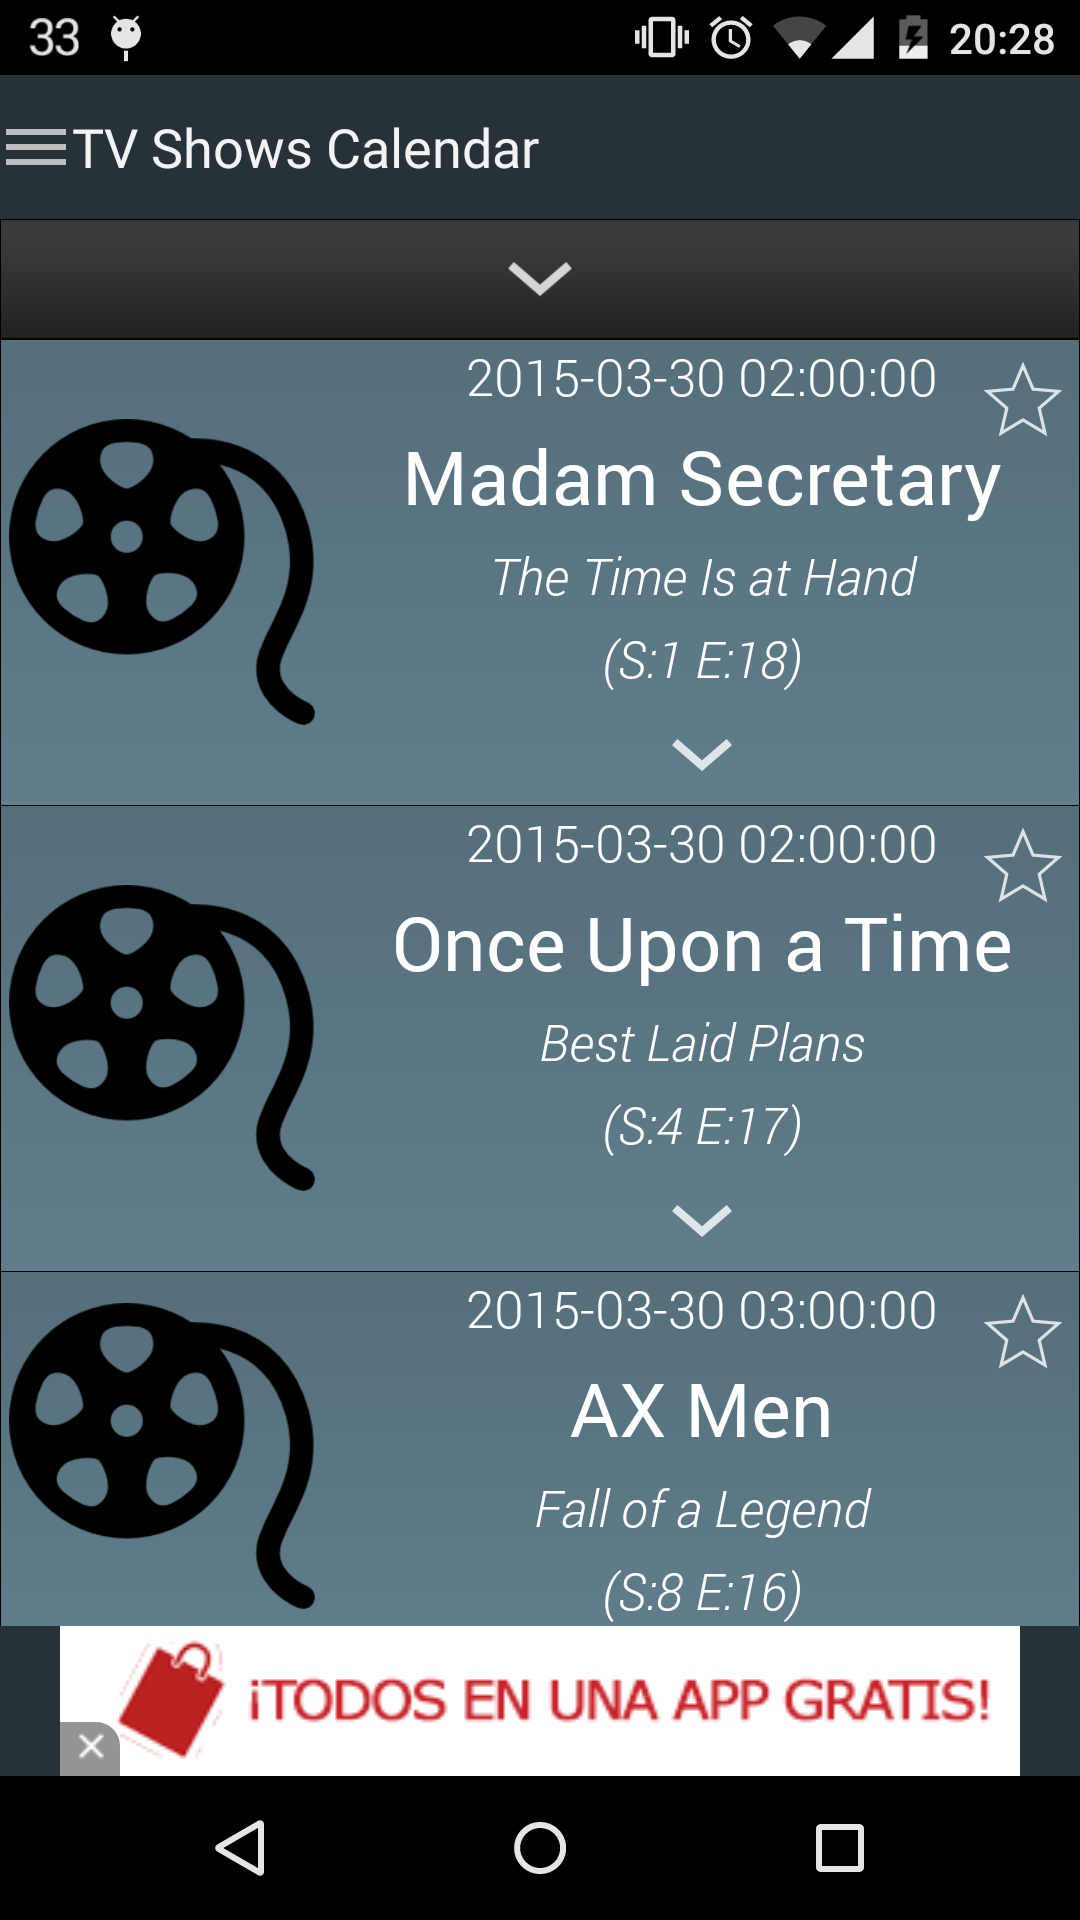 33 20:28
TV Shows Calendar
2015-03-30 02:00:00
Madam Secretary
The Time Is at Hand
(S:1 E:18)
2015-03-30 02:00:00
Once Upon a Time
Best Laid Plans
(S:4 E:17)
2015-03-30 03:00:00
AX Men
Fall of a Legend
(S:8 E:16)
¡TODOS EN UNA APP GRATIS!